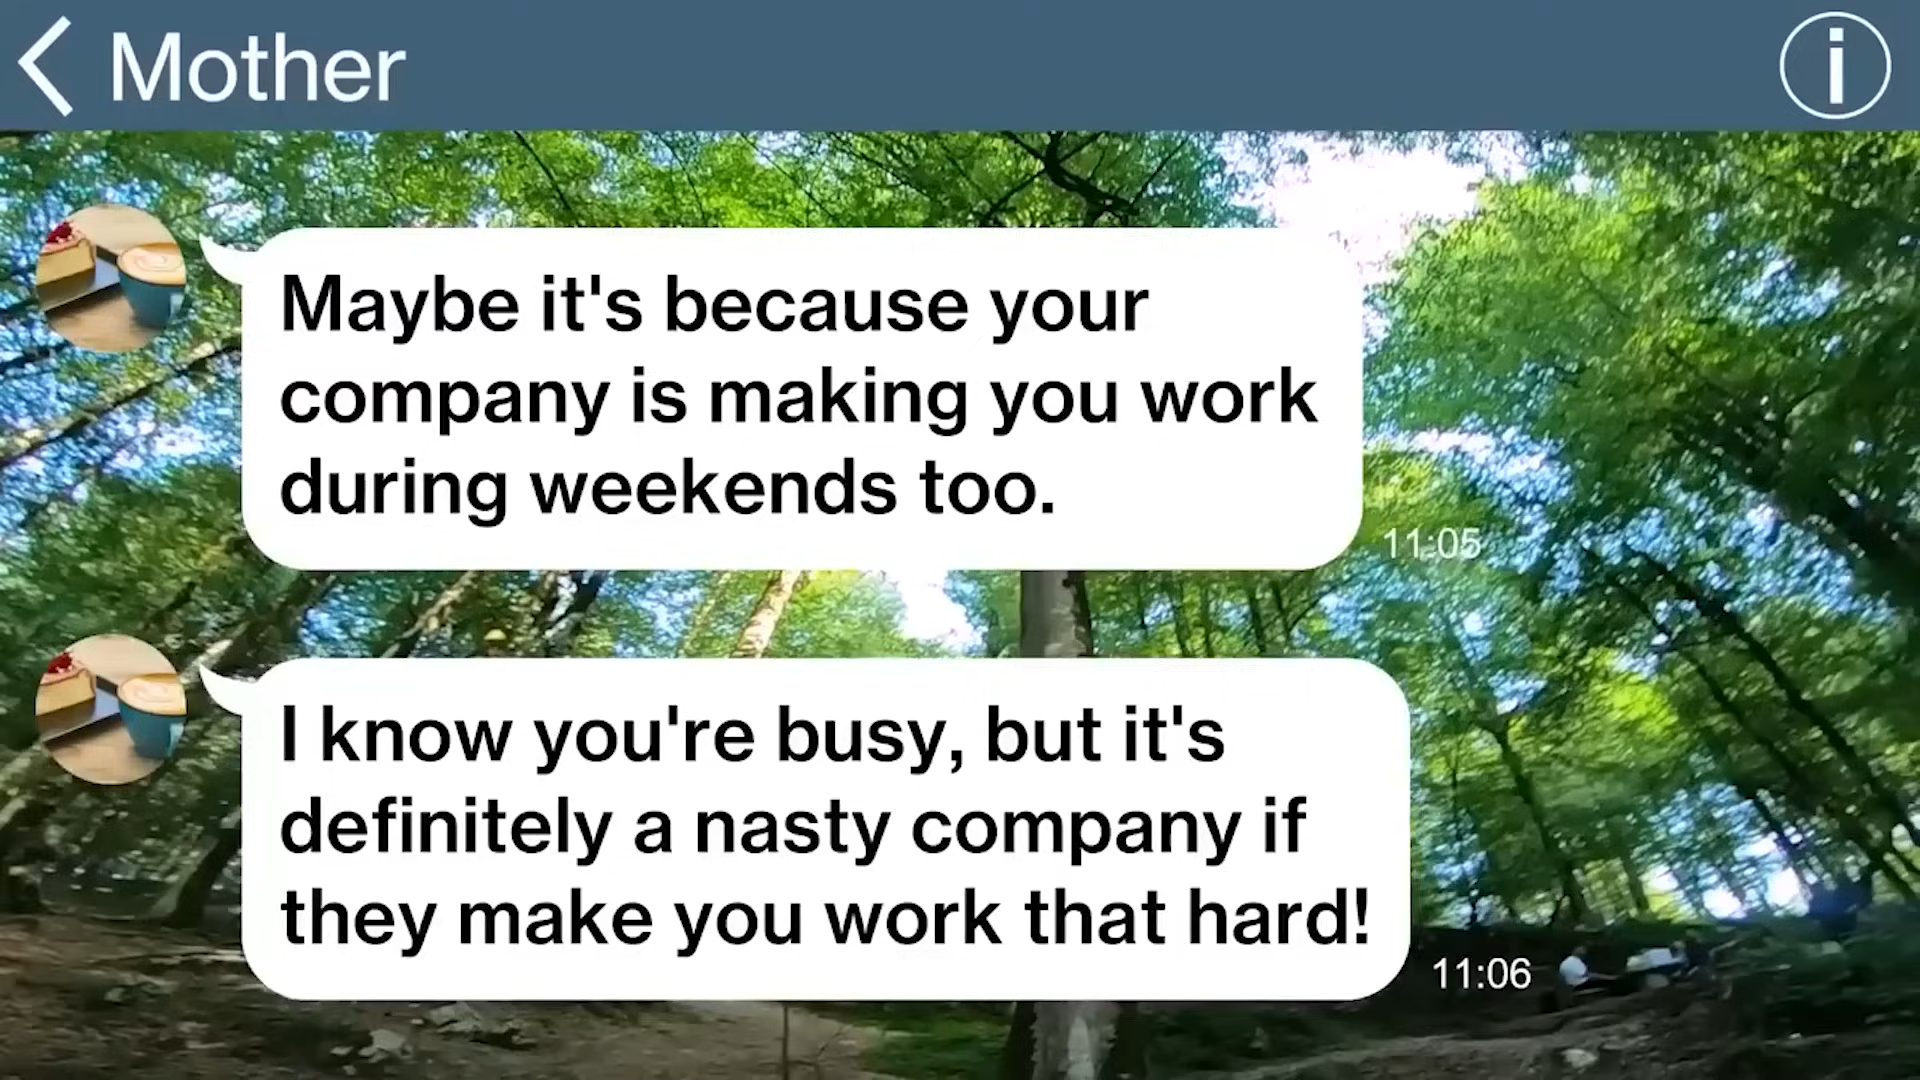 Mother
Maybe it's because your
company is making you work
during weekends too.
11:05
I know you're busy, but it's
definitely a nasty company if
they make you work that hard!
11:06